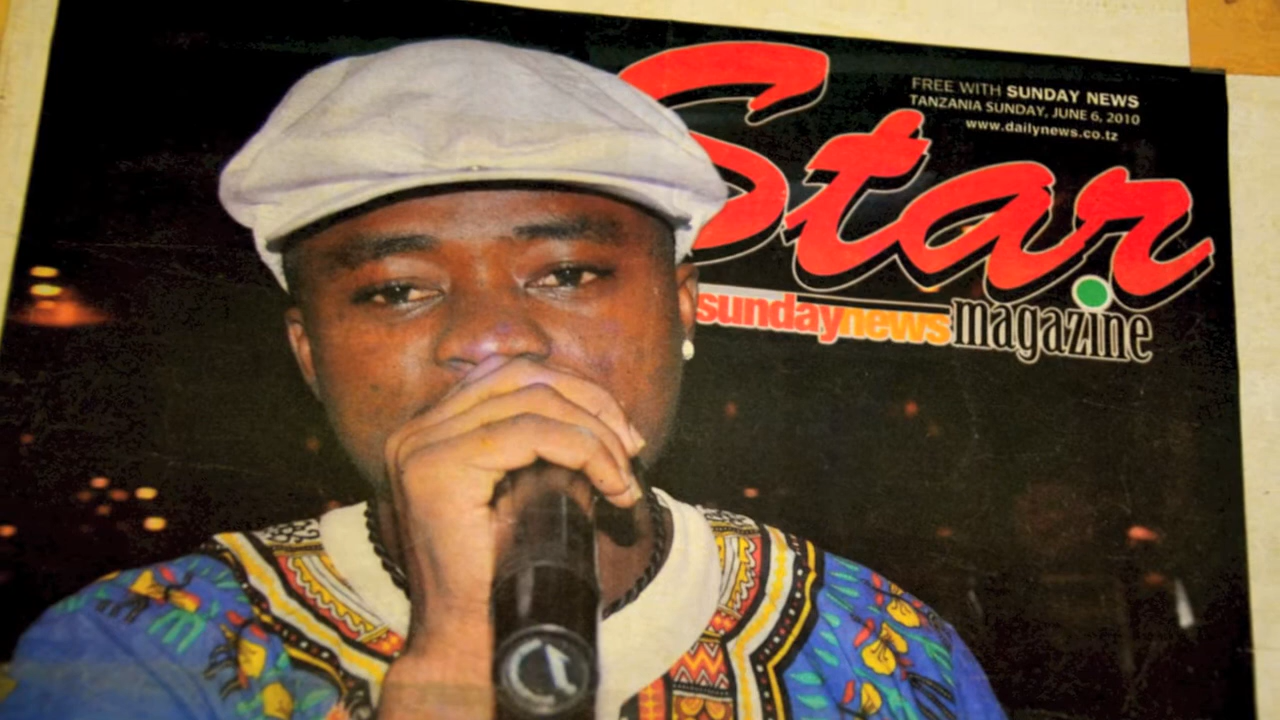 Star
FREE WITH SUNDAY NEWS
TANZANIA SUNDAY, JUNE 6, 2010
www.dailynews.co.tz
sundaynews magazine